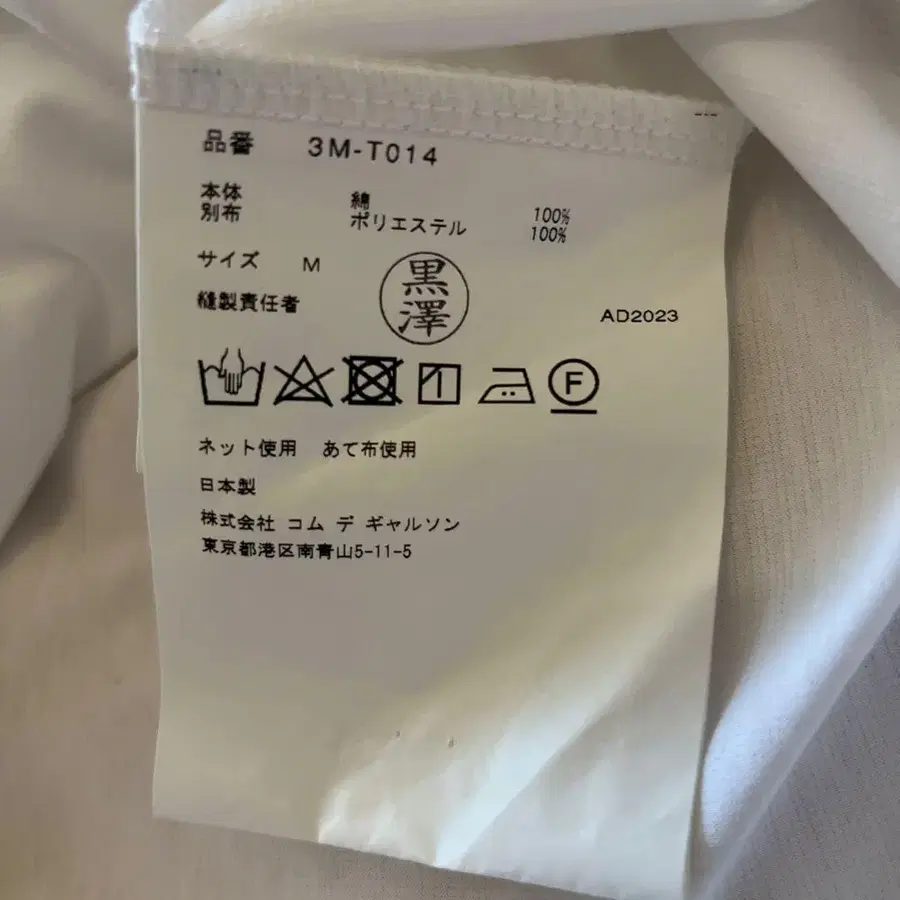 品番 3M-T014
本体 綿 100%
別布 ポリエステル 100%
サイズ M
縫製責任者 黒澤
AD2023
F
ネット使用 あて布使用
日本製
株式会社 コム デ ギャルソン
東京都港区南青山5-11-5